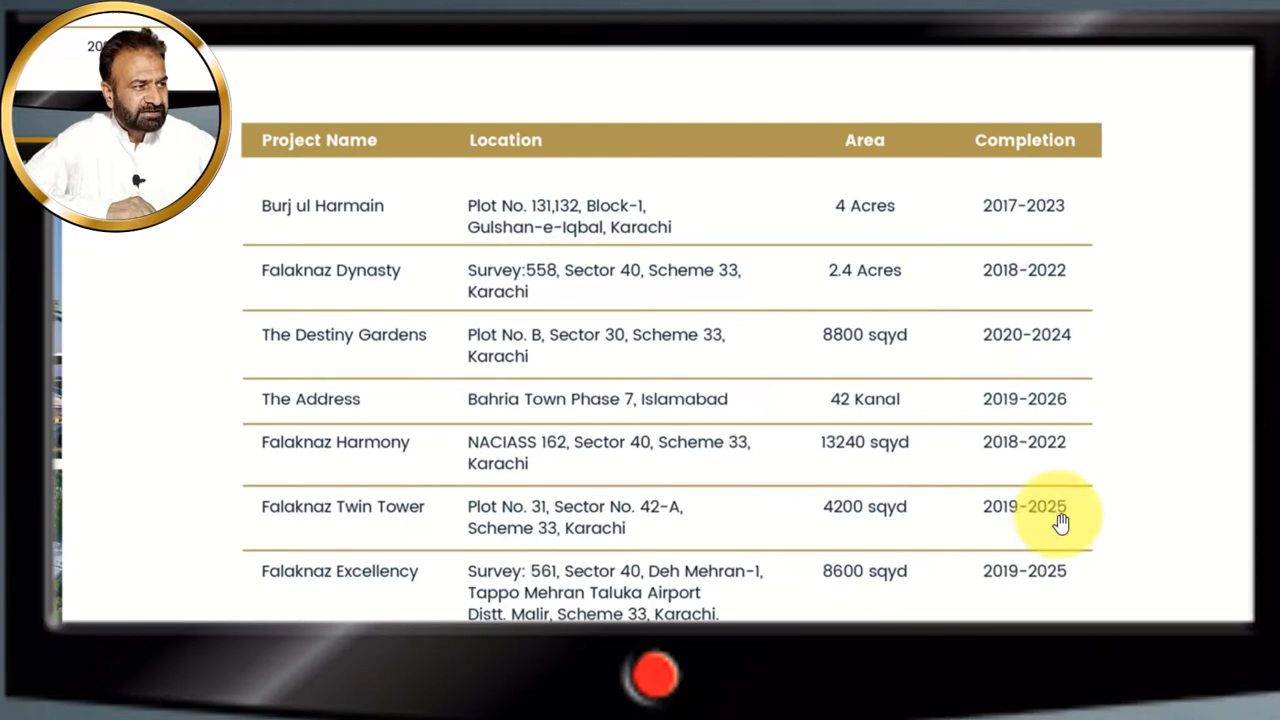 20
Project Name Location Area Completion
Burj ul Harmain Plot No. 131,132, Block-1, 4 Acres 2017-2023
Gulshan-e-Iqbal, Karachi
Falaknaz Dynasty Survey:558, Sector 40, Scheme 33, 2.4 Acres 2018-2022
Karachi
The Destiny Gardens Plot No. B, Sector 30, Scheme 33, 8800 sqyd 2020-2024
Karachi
The Address Bahria Town Phase 7, Islamabad 42 Kanal 2019-2026
Falaknaz Harmony NACIASS 162, Sector 40, Scheme 33, 13240 sqyd 2018-2022
Karachi
Falaknaz Twin Tower Plot No. 31, Sector No. 42-A, 4200 sqyd 2019-2025
Scheme 33, Karachi
Falaknaz Excellency Survey: 561, Sector 40, Deh Mehran-1, 8600 sqyd 2019-2025
Tappo Mehran Taluka Airport
Distt. Malir, Scheme 33, Karachi.